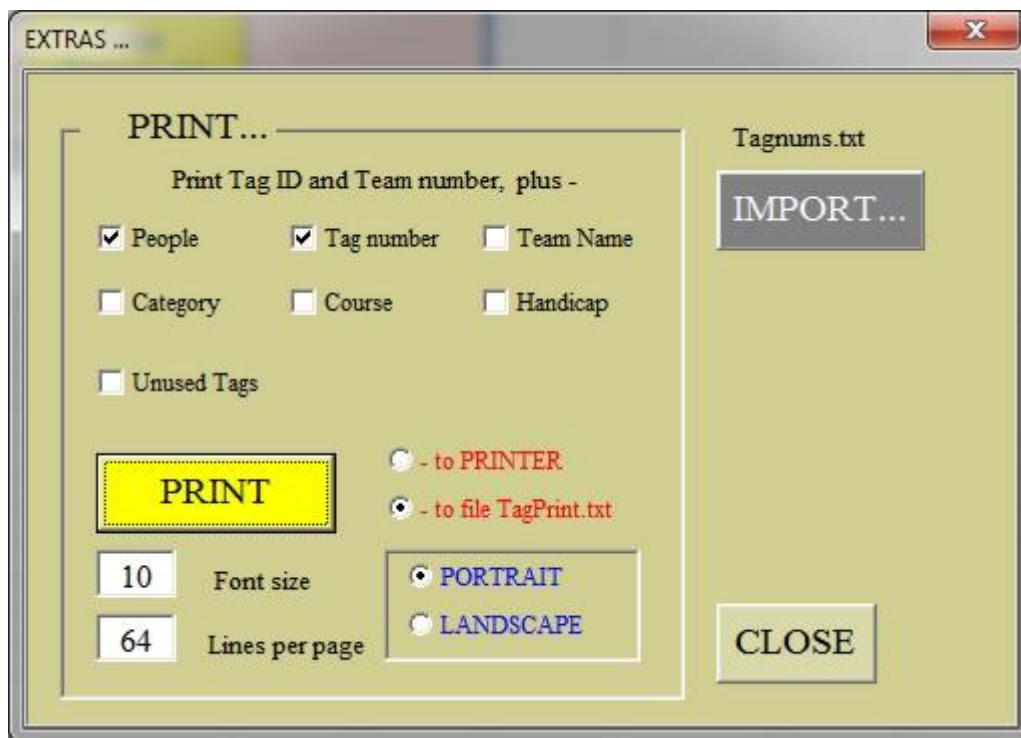 EXTRAS ...
PRINT...
Print Tag ID and Team number, plus -
People
Tag number
Team Name
Category
Course
Handicap
Unused Tags
PRINT
- to PRINTER
- to file TagPrint.txt
10 Font size
64 Lines per page
PORTRAIT
LANDSCAPE
Tagnums.txt
IMPORT...
CLOSE